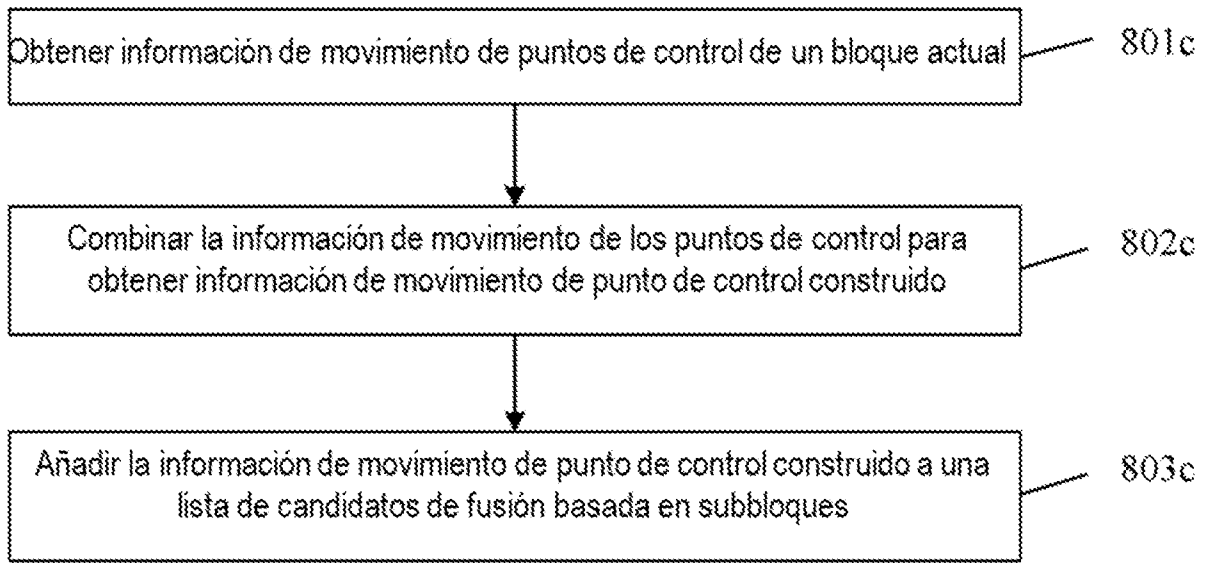 Obtener información de movimiento de puntos de control de un bloque actual
801c
Combinar la información de movimiento de los puntos de control para
obtener información de movimiento de punto de control construido
802c
Añadir la información de movimiento de punto de control construido a una
lista de candidatos de fusión basada en subbloques
803c